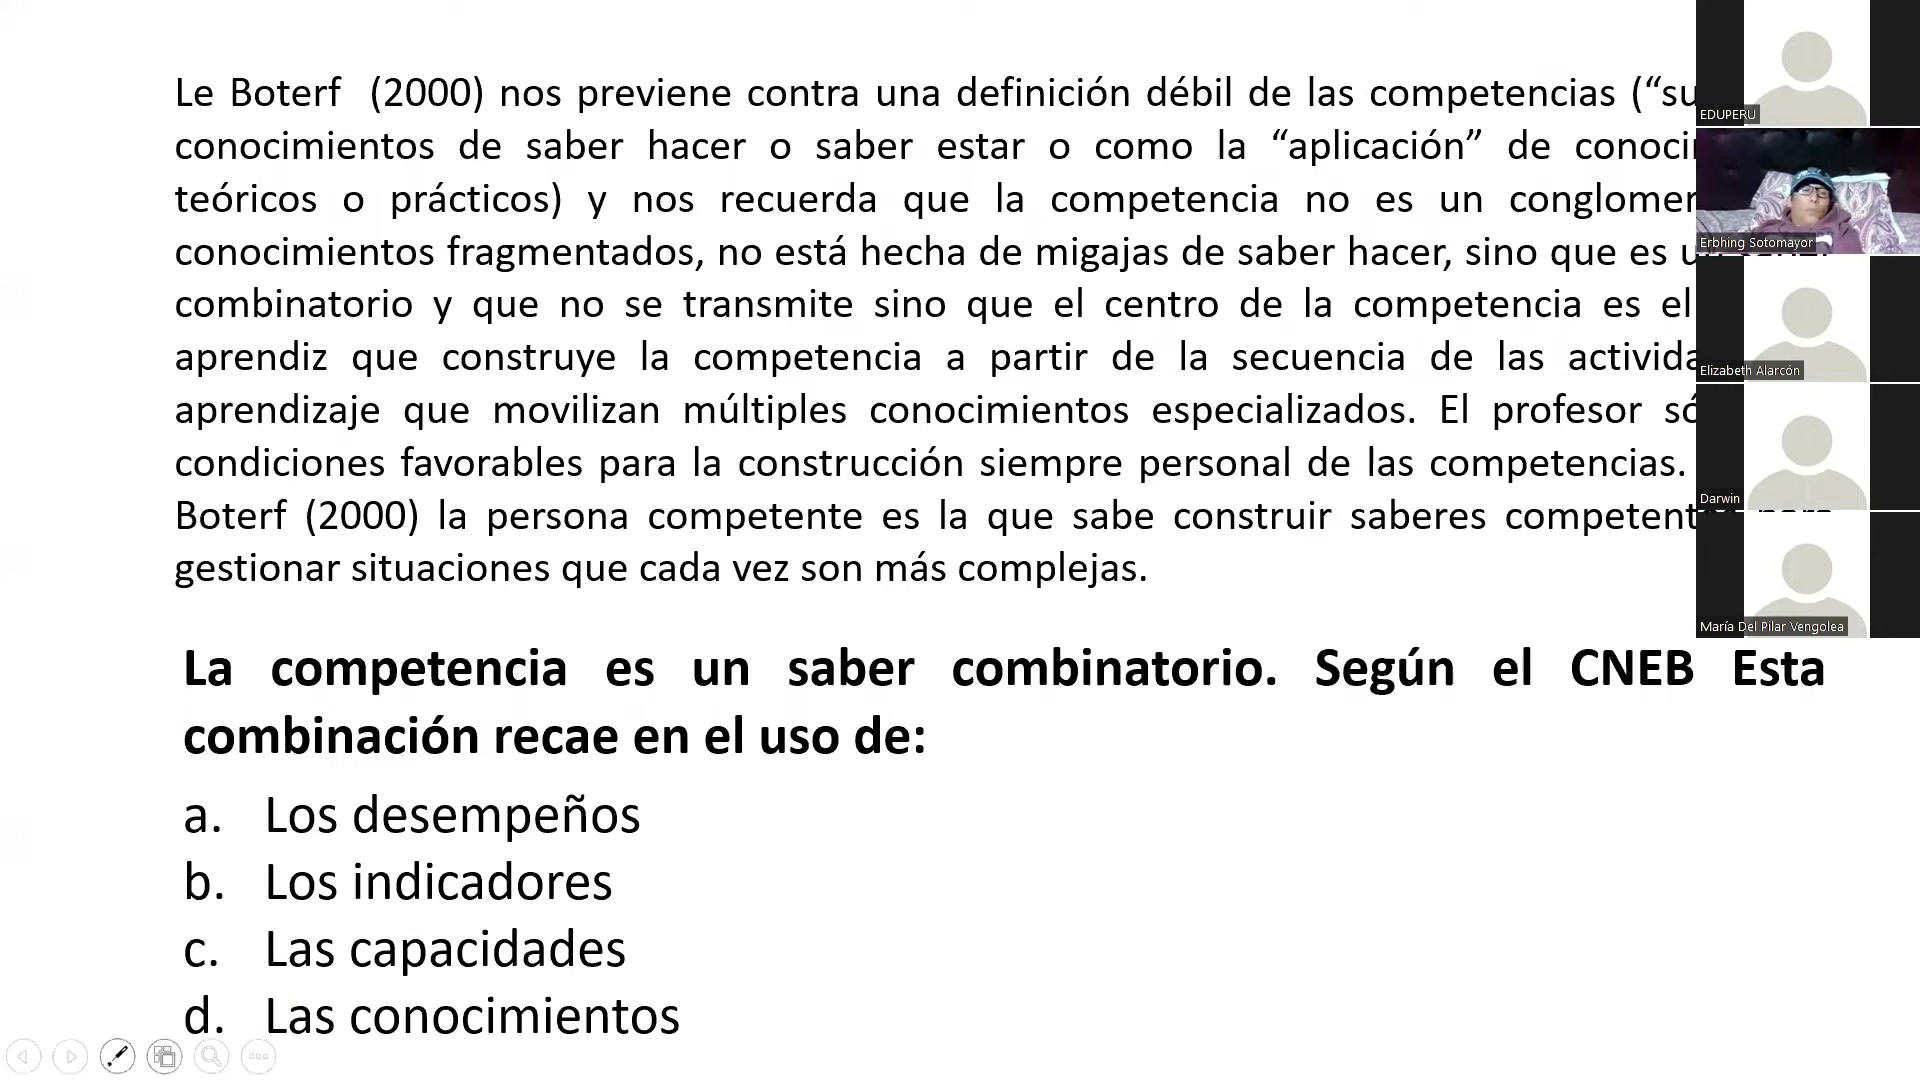 Le Boterf (2000) nos previene contra una definición débil de las competencias (“su
conocimientos de saber hacer o saber estar o como la “aplicación” de conoci
teóricos o prácticos) y nos recuerda que la competencia no es un conglomer
conocimientos fragmentados, no está hecha de migajas de saber hacer, sino que es un saber
combinatorio y que no se transmite sino que el centro de la competencia es el
aprendiz que construye la competencia a partir de la secuencia de las activida
aprendizaje que movilizan múltiples conocimientos especializados. El profesor só
condiciones favorables para la construcción siempre personal de las competencias.
Boterf (2000) la persona competente es la que sabe construir saberes competentes para
gestionar situaciones que cada vez son más complejas.
La competencia es un saber combinatorio. Según el CNEB Esta
combinación recae en el uso de:
a. Los desempeños
b. Los indicadores
c. Las capacidades
d. Las conocimientos
EDUPERU
Erbhing Sotomayor
Elizabeth Alarcón
Darwin
María Del Pilar Vengolea